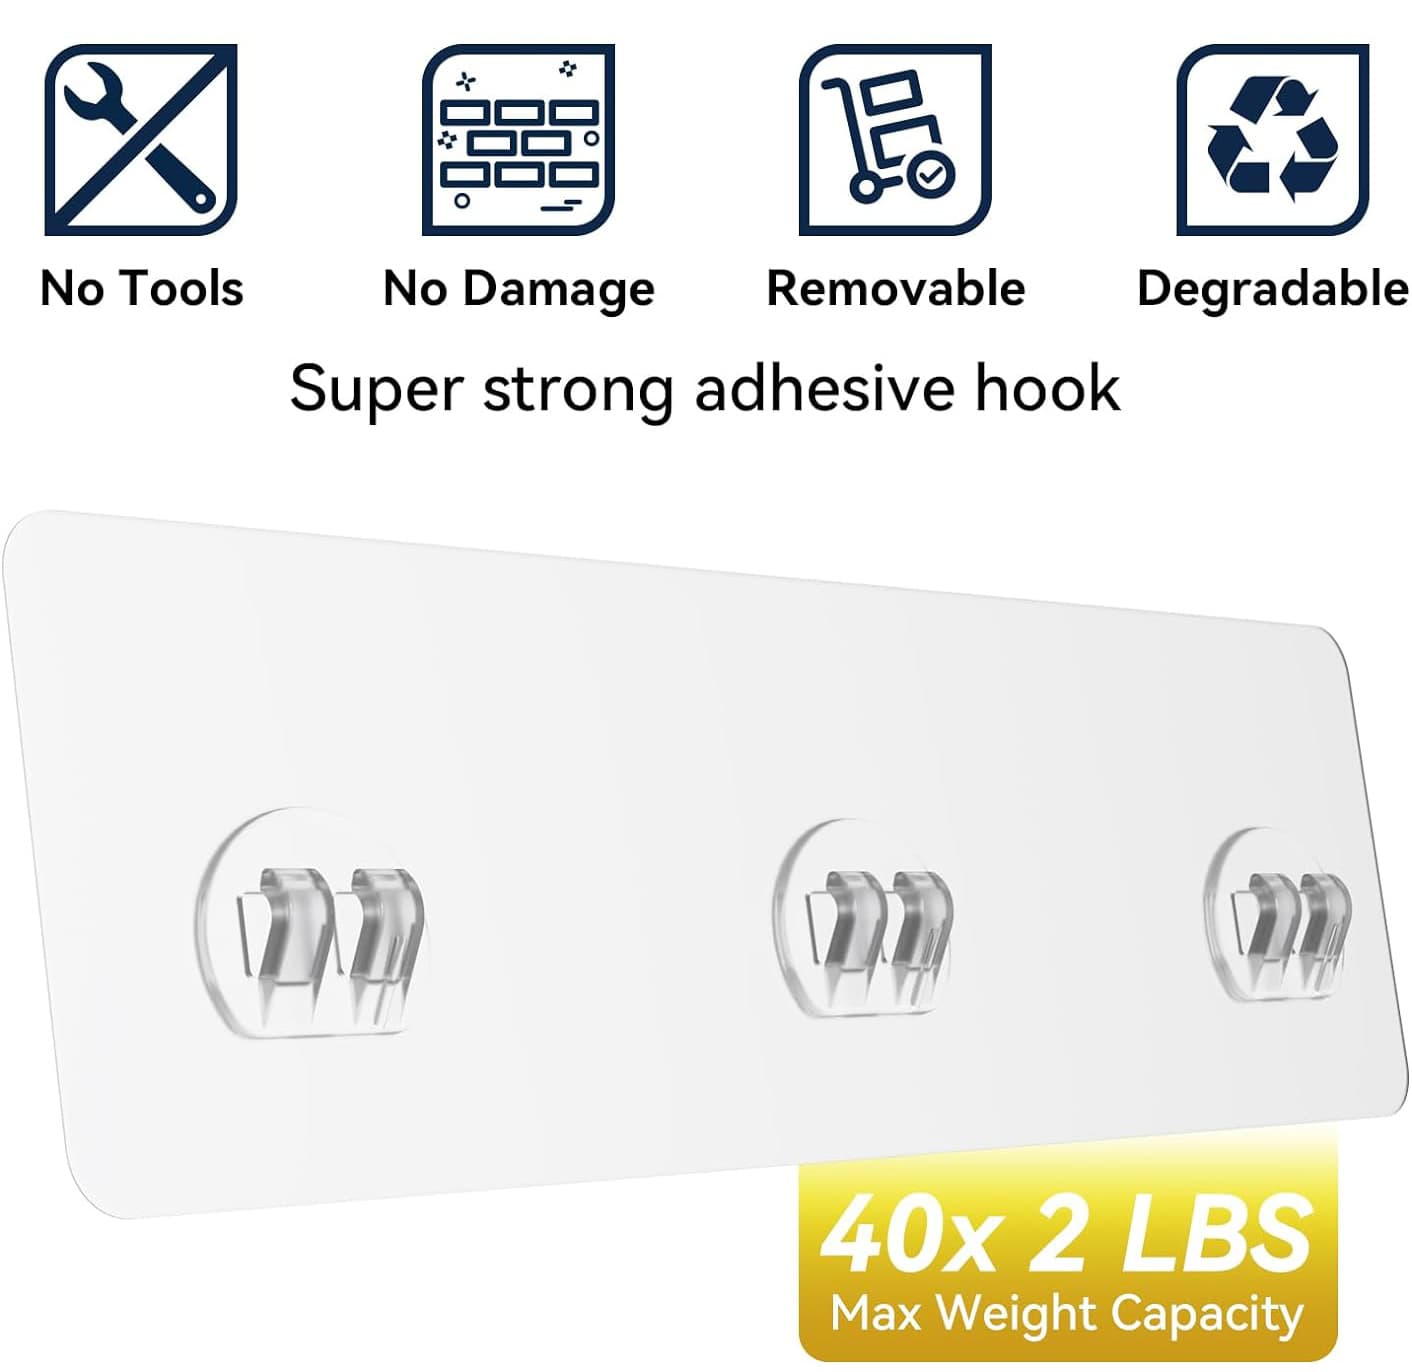 No Tools
No Damage
Removable
Degradable
Super strong adhesive hook
40x 2 LBS
Max Weight Capacity